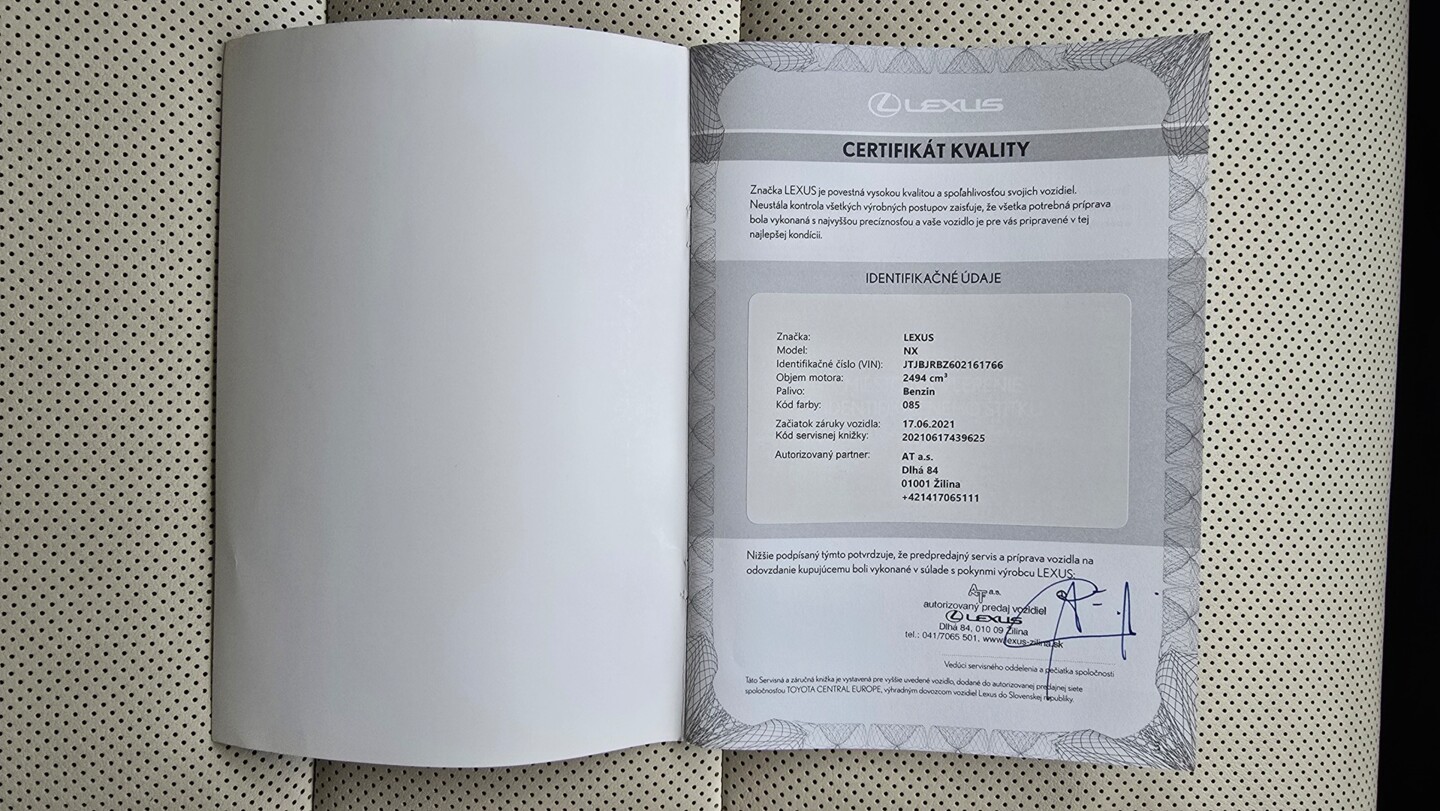 LEXUS
CERTIFIKÁT KVALITY
Značka LEXUS je povestná vysokou kvalitou a spoľahlivosťou svojich vozidiel.
Neustála kontrola všetkých výrobných postupov zaisťuje, že všetka potrebná príprava
bola vykonaná s najvyššou precíznosťou a vaše vozidlo je pre vás pripravené v tej
najlepšej kondícii.
IDENTIFIKAČNÉ ÚDAJE
Značka: LEXUS
Model: NX
Identifikačné číslo (VIN): JTJBJRBZ602161766
Objem motora: 2494 cm³
Palivo: Benzín
Kód farby: 085
Začiatok záruky vozidla: 17.06.2021
Kód servisnej knižky: 20210617439625
Autorizovaný partner: AT a.s.
Dlhá 84
01001 Žilina
+421417065111
Nižšie podpísaný týmto potvrdzuje, že predpredajný servis a príprava vozidla na
odovzdanie kupujúcemu boli vykonané v súlade s pokynmi výrobcu LEXUS:
AT a.s.
autorizovaný predaj vozidiel
LEXUS
Dlhá 84, 010 09 Žilina
tel.: 041/7065 501, www.lexus-zilina.sk
Vedúci servisného oddelenia a pečiatka spoločnosti
Táto Servisná a záručná knižka je vystavená pre vyššie uvedené vozidlo, dodané do autorizovanej predajnej siete
spoločnosťou TOYOTA CENTRAL EUROPE, výhradným dovozcom vozidiel Lexus do Slovenskej republiky.